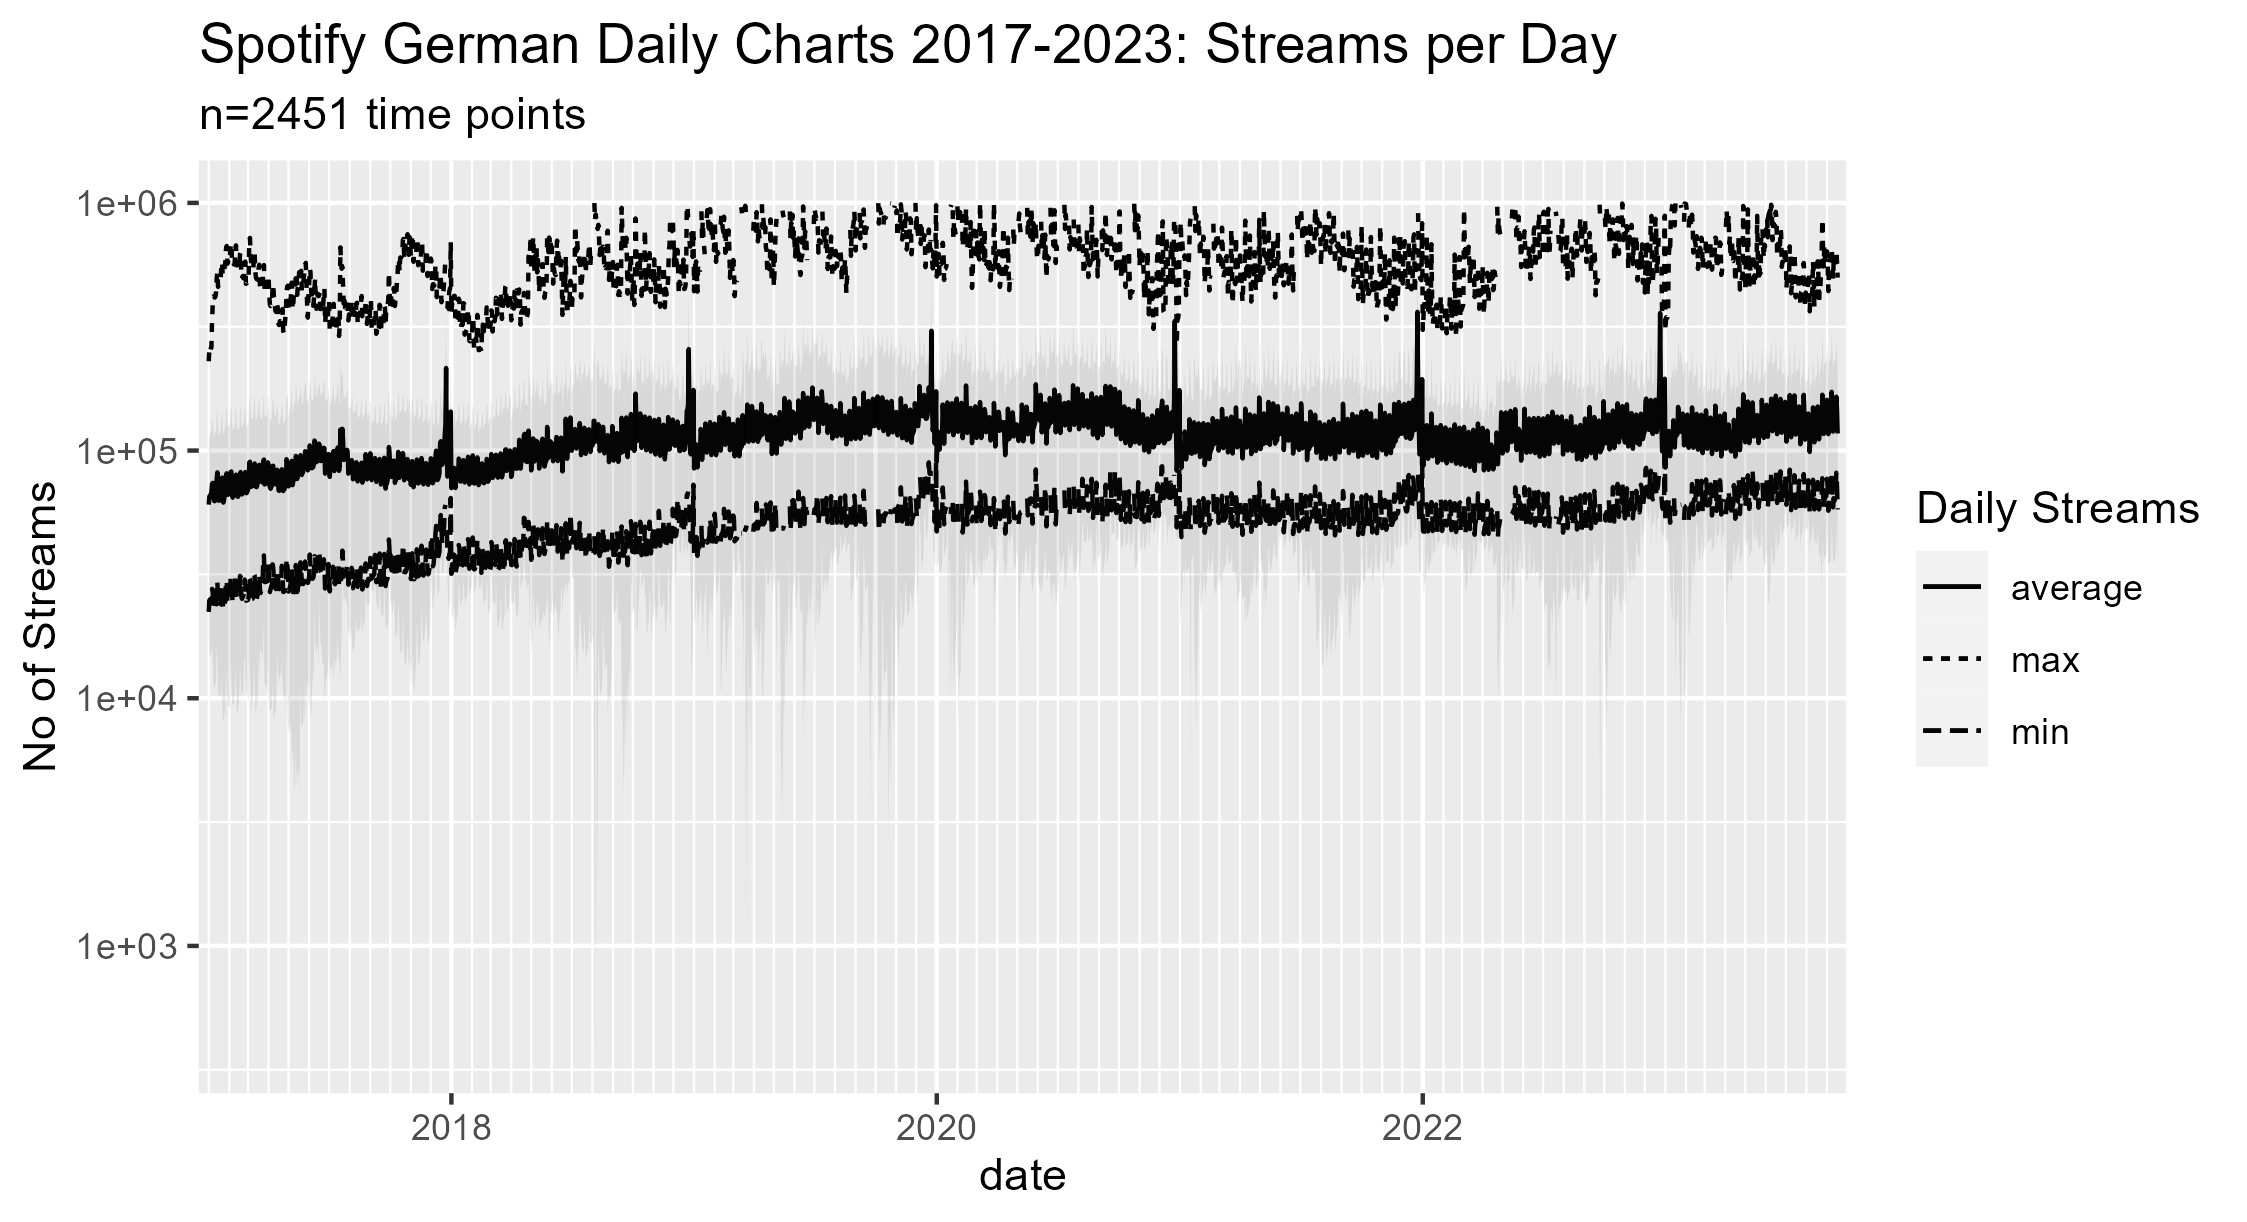 Spotify German Daily Charts 2017-2023: Streams per Day
n=2451 time points
No of Streams
1e+06
1e+05
1e+04
1e+03
2018
2020
2022
date
Daily Streams
average
max
min